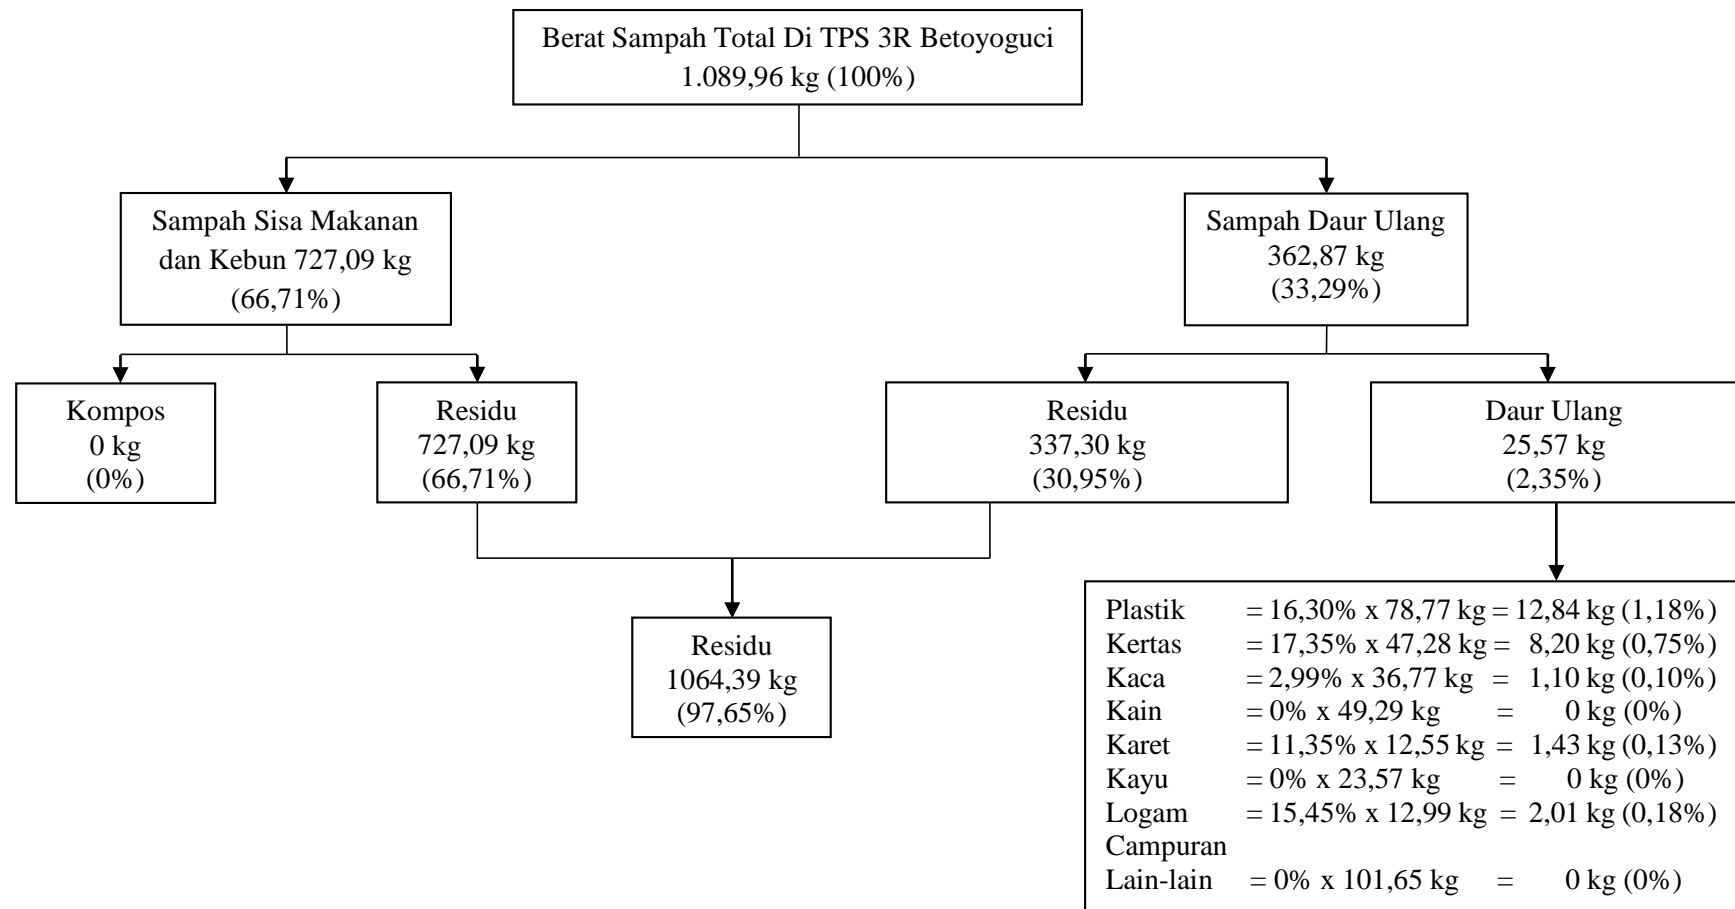 Berat Sampah Total Di TPS 3R Betoyoguci
1.089,96 kg (100%)
Sampah Sisa Makanan
dan Kebun 727,09 kg
(66,71%)
Sampah Daur Ulang
362,87 kg
(33,29%)
Kompos
0 kg
(0%)
Residu
727,09 kg
(66,71%)
Residu
337,30 kg
(30,95%)
Daur Ulang
25,57 kg
(2,35%)
Residu
1064,39 kg
(97,65%)
Plastik = 16,30% x 78,77 kg = 12,84 kg (1,18%)
Kertas = 17,35% x 47,28 kg = 8,20 kg (0,75%)
Kaca = 2,99% x 36,77 kg = 1,10 kg (0,10%)
Kain = 0% x 49,29 kg = 0 kg (0%)
Karet = 11,35% x 12,55 kg = 1,43 kg (0,13%)
Kayu = 0% x 23,57 kg = 0 kg (0%)
Logam = 15,45% x 12,99 kg = 2,01 kg (0,18%)
Campuran
Lain-lain = 0% x 101,65 kg = 0 kg (0%)